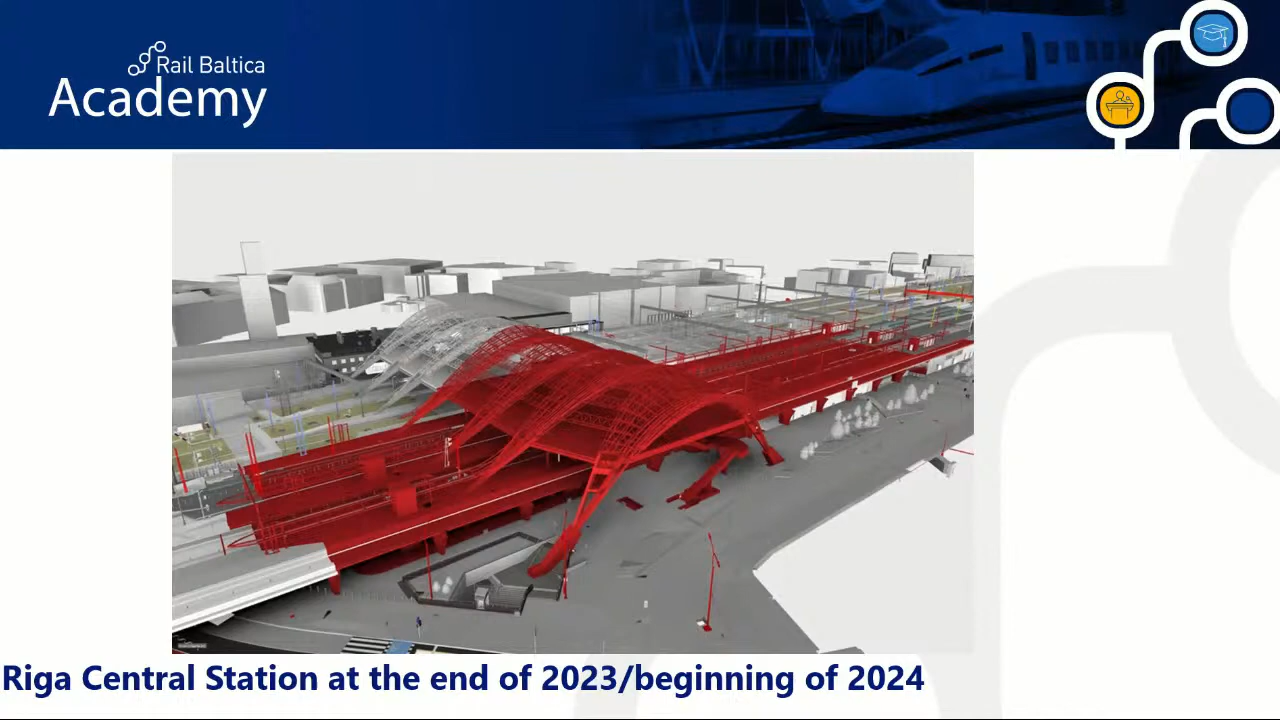 Rail Baltica
Academy
Riga Central Station at the end of 2023/beginning of 2024